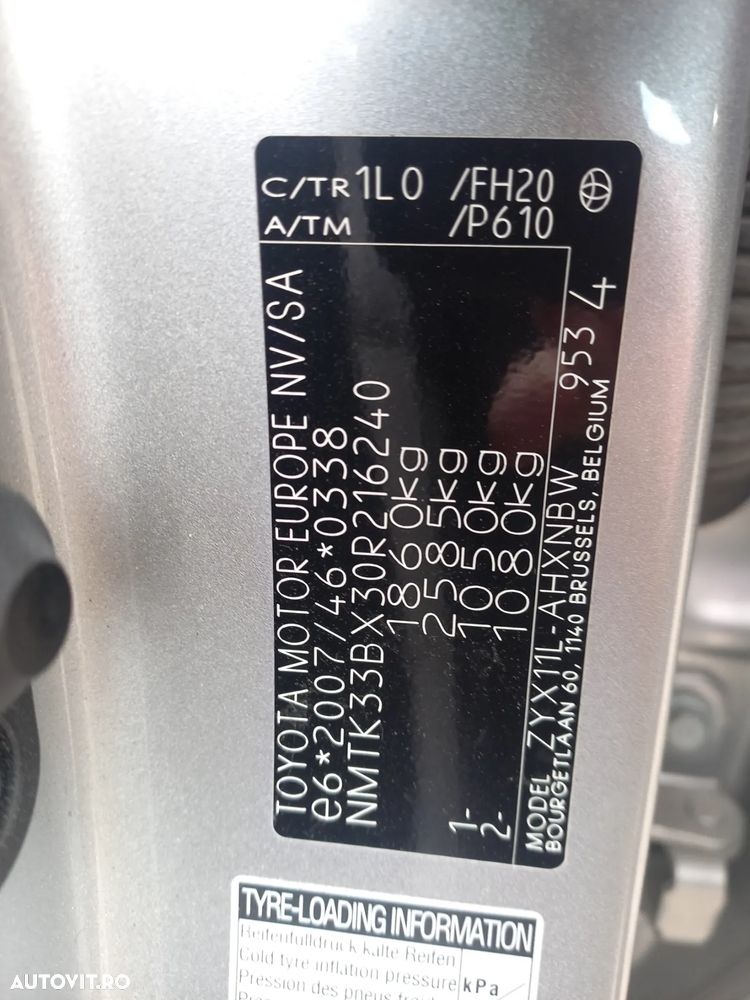 C/TR 1L0 /FH20
A/TM /P610
TOYOTA MOTOR EUROPE NV/SA
e6*2007/46*0338
NMTK33BX30R216240
1860kg
2585kg
1- 1050kg
2- 1080kg
MODEL ZYX11L-AHXNBW 953 4
BOURGETLAAN 60, 1140 BRUSSELS, BELGIUM
TYRE-LOADING INFORMATION
Reifenfülldruck kalte Reifen
Cold tyre inflation pressure kPa/
Pression des pneus
AUTOVIT.RO